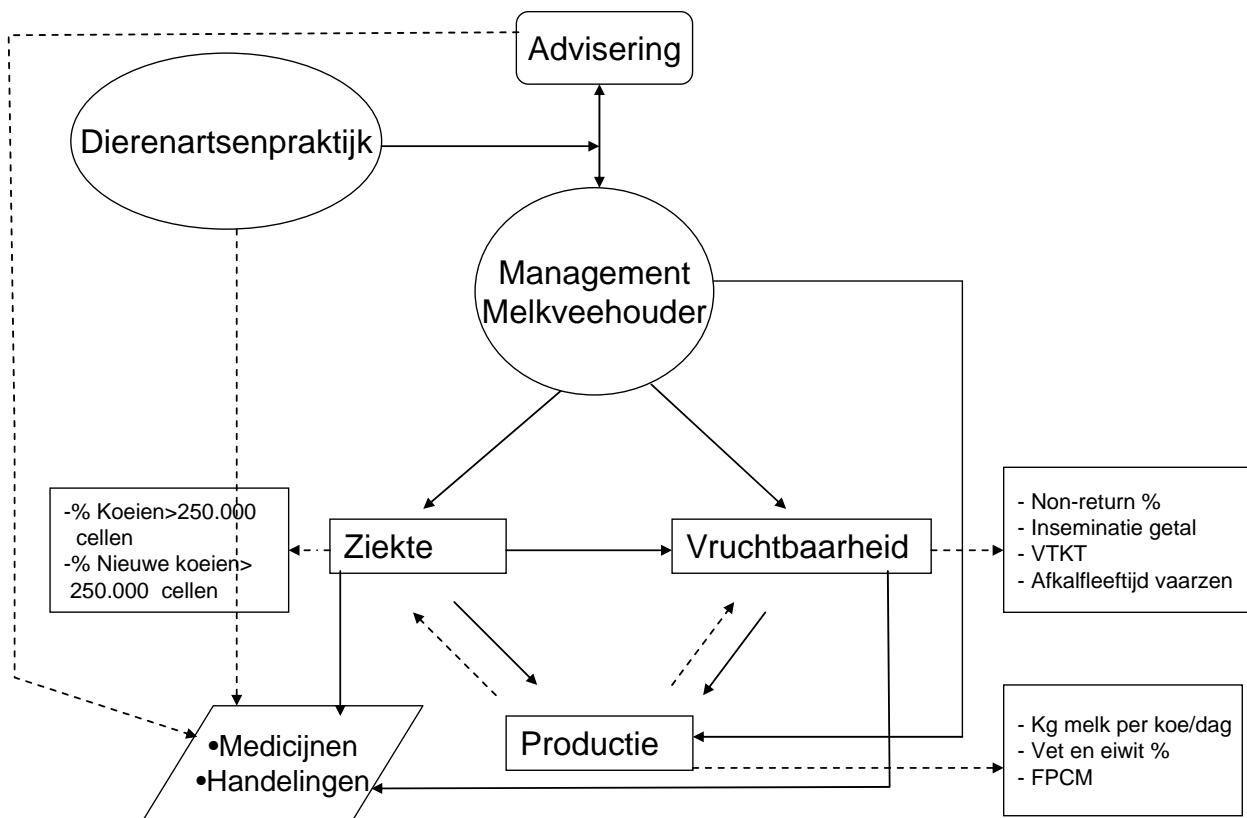 Advisering
Dierenartsenpraktijk
Management
Melkveehouder
-% Koeien>250.000
cellen
-% Nieuwe koeien>
250.000 cellen
Ziekte
Vruchtbaarheid
- Non-return %
- Inseminatie getal
- VTKT
- Afkalfleeftijd vaarzen
•Medicijnen
•Handelingen
Productie
- Kg melk per koe/dag
- Vet en eiwit %
- FPCM